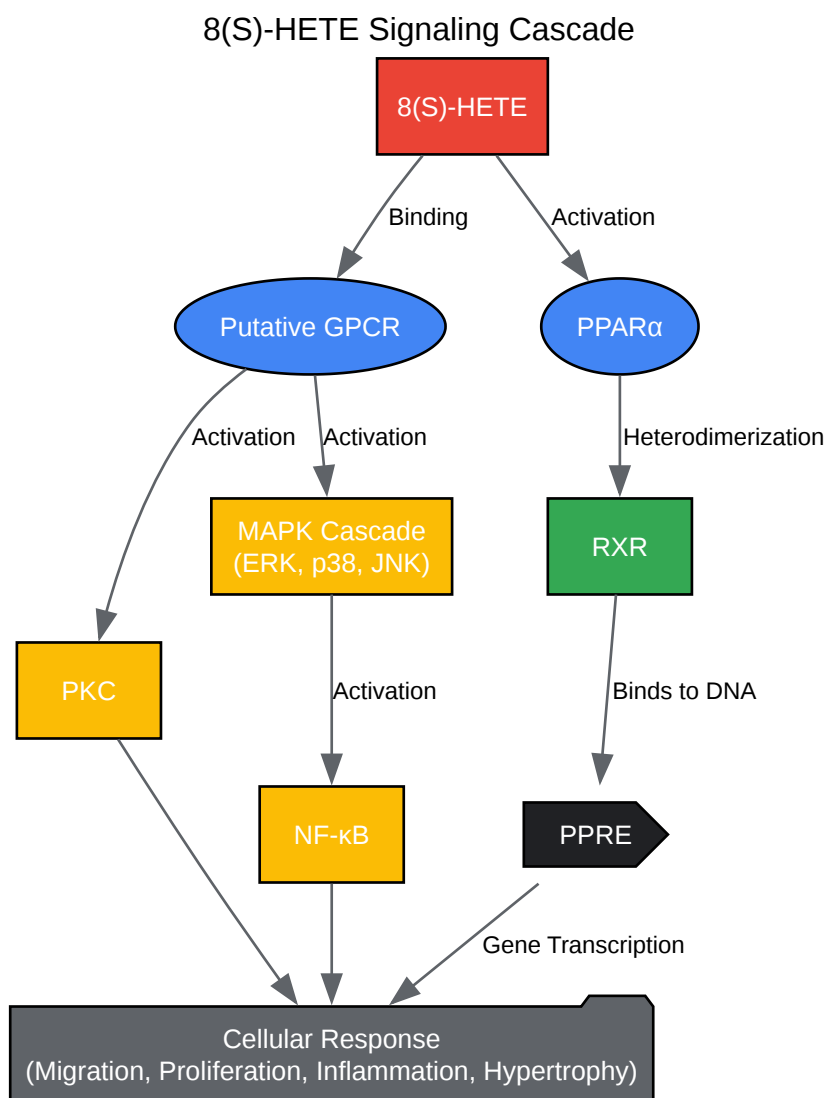 8(S)-HETE Signaling Cascade
8(S)-HETE
Binding
Activation
Putative GPCR
PPARα
Activation
Activation
Heterodimerization
MAPK Cascade
(ERK, p38, JNK)
RXR
PKC
Activation
Binds to DNA
NF-κB
PPRE
Gene Transcription
Cellular Response
(Migration, Proliferation, Inflammation, Hypertrophy)